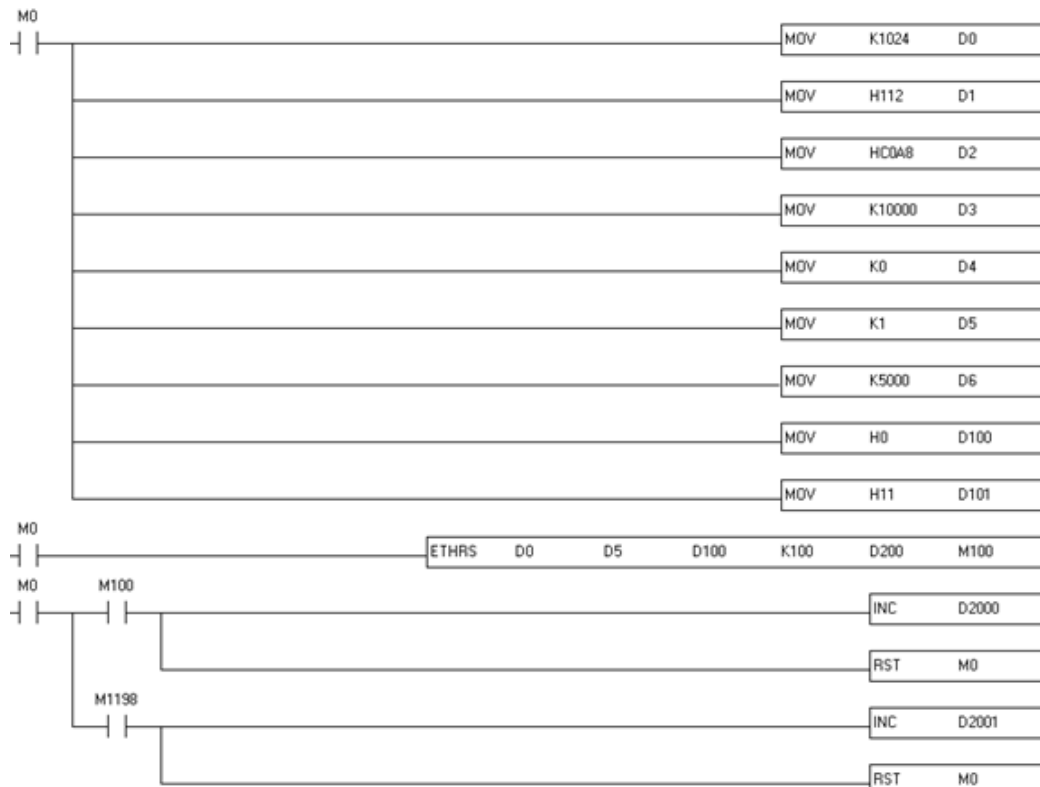 M0
MOV K1024 D0
MOV H112 D1
MOV HC0A8 D2
MOV K10000 D3
MOV K0 D4
MOV K1 D5
MOV K5000 D6
MOV H0 D100
MOV H11 D101
M0
ETHRS D0 D5 D100 K100 D200 M100
M0 M100
INC D2000
RST M0
M1198
INC D2001
RST M0